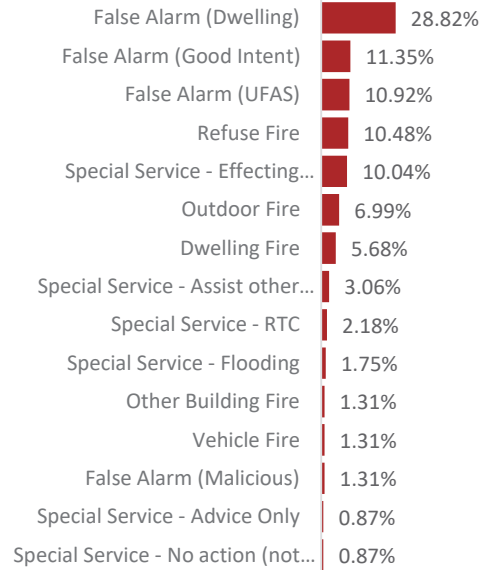 False Alarm (Dwelling) 28.82%
False Alarm (Good Intent) 11.35%
False Alarm (UFAS) 10.92%
Refuse Fire 10.48%
Special Service - Effecting... 10.04%
Outdoor Fire 6.99%
Dwelling Fire 5.68%
Special Service - Assist other... 3.06%
Special Service - RTC 2.18%
Special Service - Flooding 1.75%
Other Building Fire 1.31%
Vehicle Fire 1.31%
False Alarm (Malicious) 1.31%
Special Service - Advice Only 0.87%
Special Service - No action (not... 0.87%